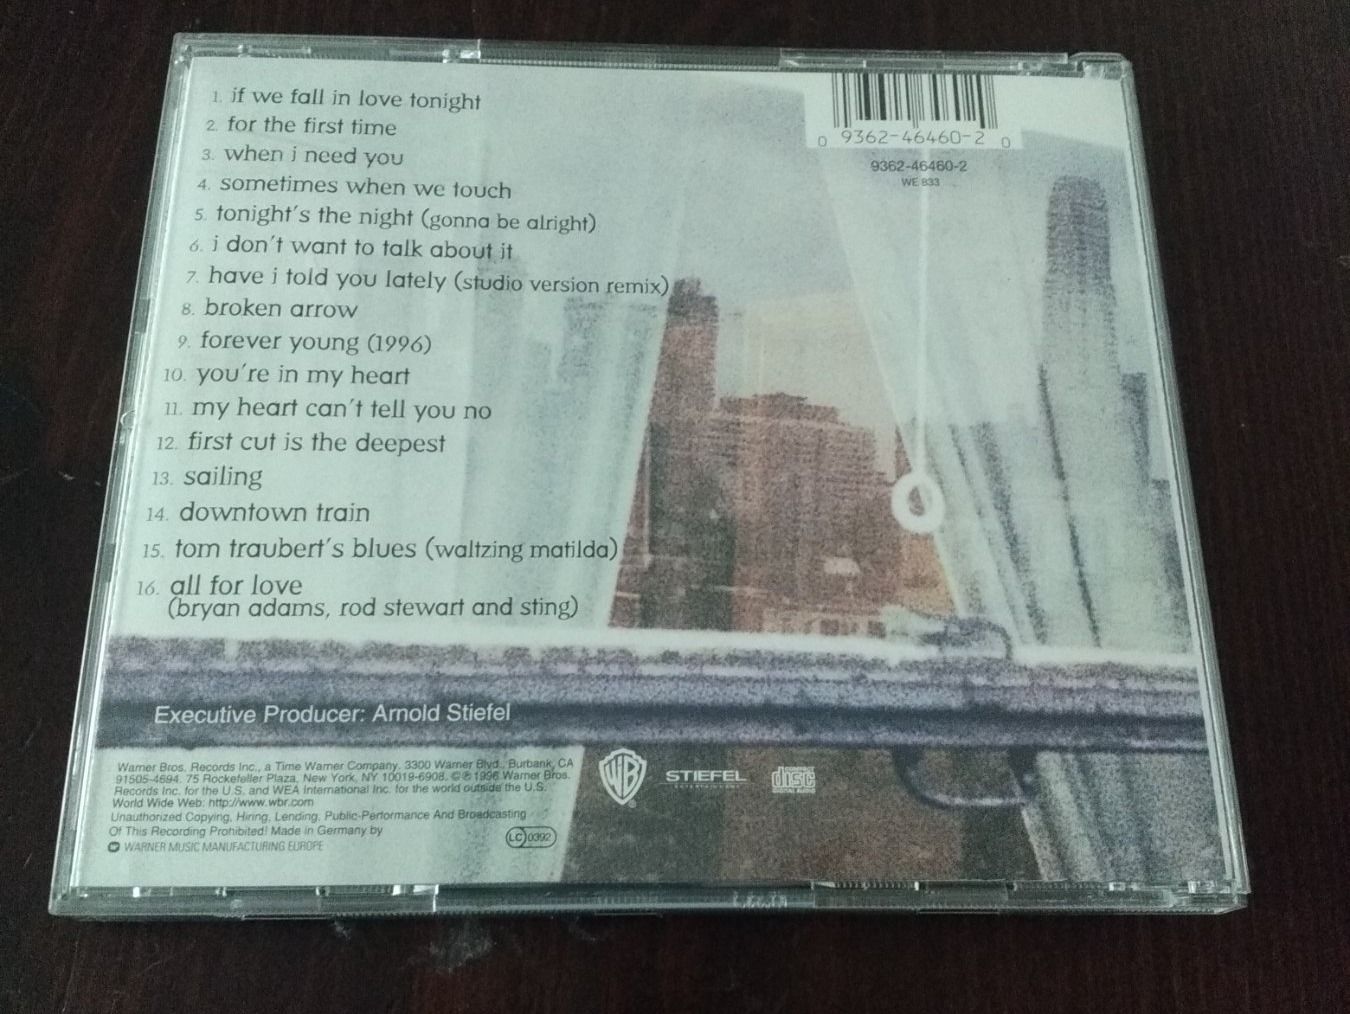 1. if we fall in love tonight
2. for the first time
3. when i need you
4. sometimes when we touch
5. tonight's the night (gonna be alright)
6. i don't want to talk about it
7. have i told you lately (studio version remix)
8. broken arrow
9. forever young (1996)
10. you're in my heart
11. my heart can't tell you no
12. first cut is the deepest
13. sailing
14. downtown train
15. tom traubert's blues (waltzing matilda)
16. all for love
(bryan adams, rod stewart and sting)
0 9362-46460-2 0
9362-46460-2
WE 833
Executive Producer: Arnold Stiefel
Warner Bros. Records Inc., a Time Warner Company. 3300 Warner Blvd., Burbank, CA
91505-4694. 75 Rockefeller Plaza, New York, NY 10019-6908. ©℗ 1996 Warner Bros.
Records Inc. for the U.S. and WEA International Inc. for the world outside the U.S.
World Wide Web: http://www.wbr.com
Unauthorized Copying, Hiring, Lending, Public-Performance And Broadcasting
Of This Recording Prohibited! Made in Germany by
WARNER MUSIC MANUFACTURING EUROPE
LC 0392
WB
STIEFEL
ENTERTAINMENT
COMPACT
disc
DIGITAL AUDIO